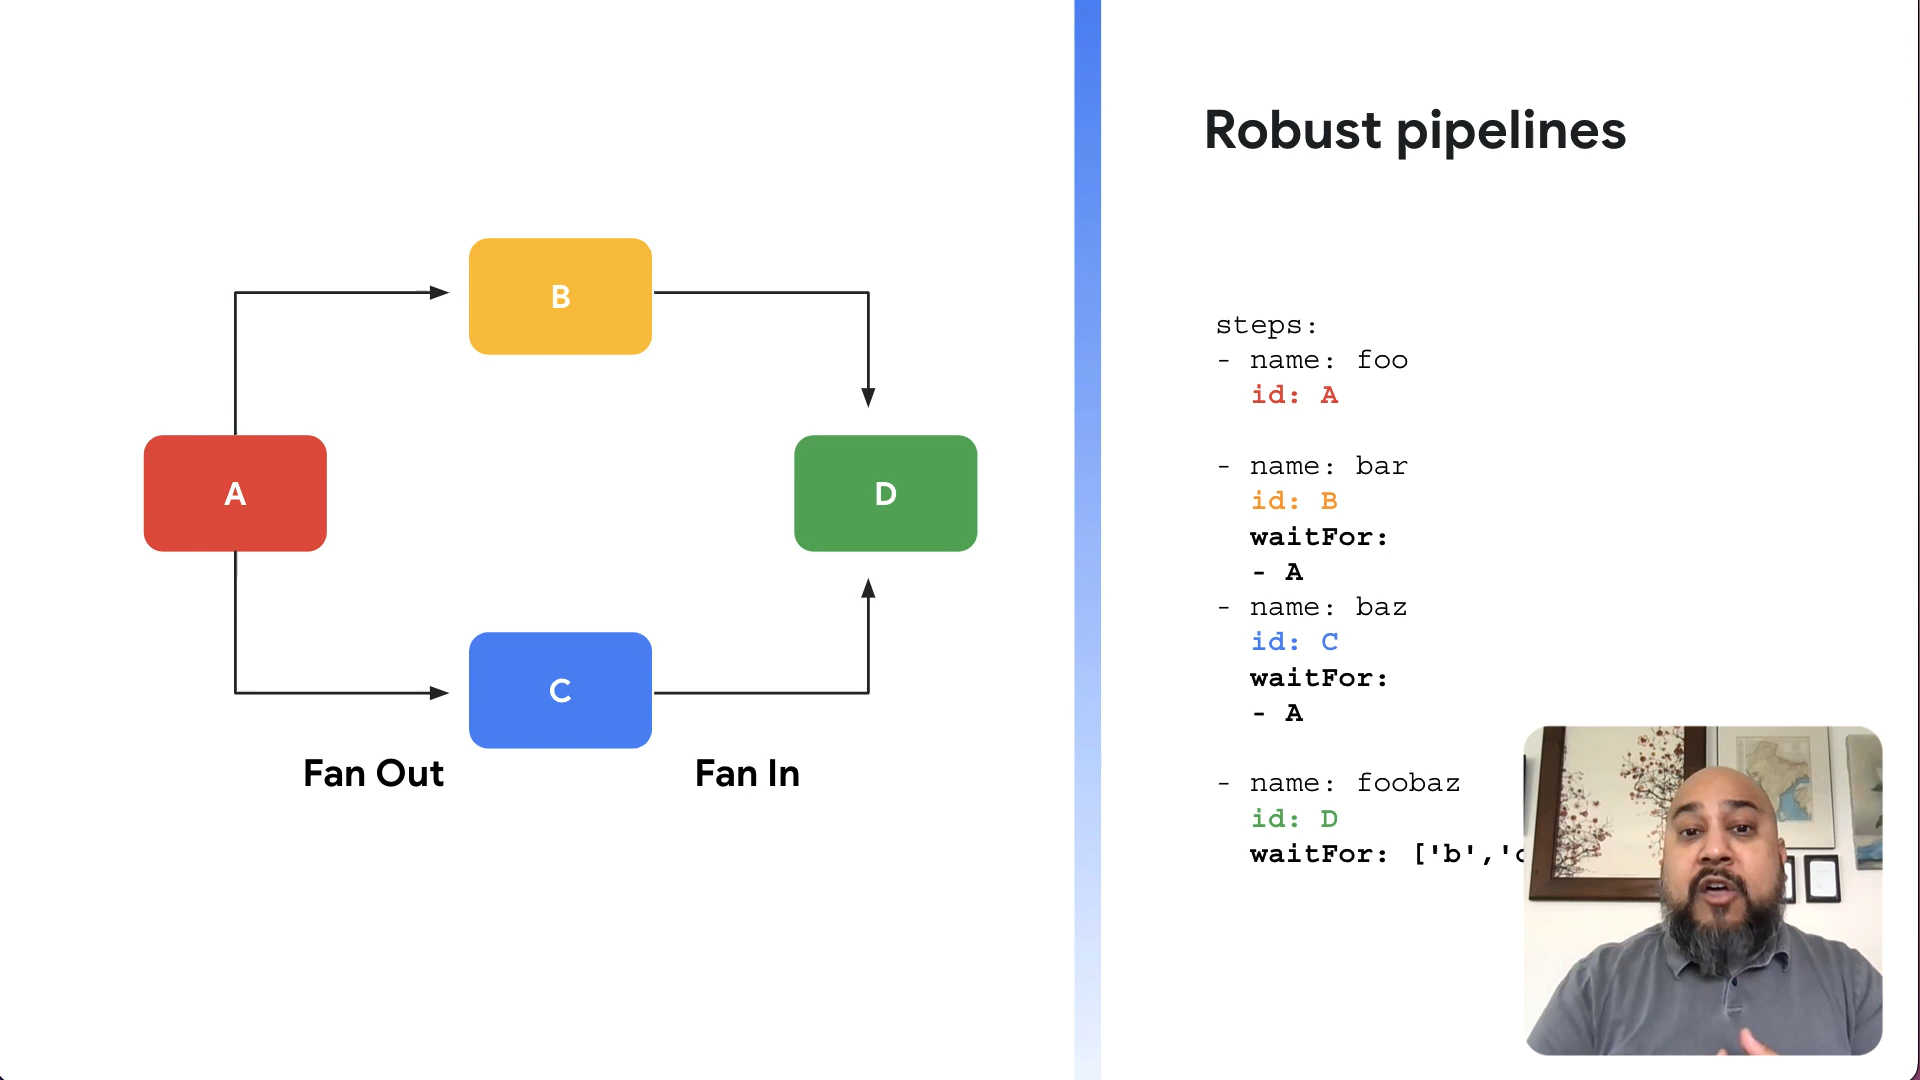 Robust pipelines
B
A
D
C
Fan Out
Fan In
steps:
- name: foo
id: A
- name: bar
id: B
waitFor:
- A
- name: baz
id: C
waitFor:
- A
- name: foobaz
id: D
waitFor: ['b','